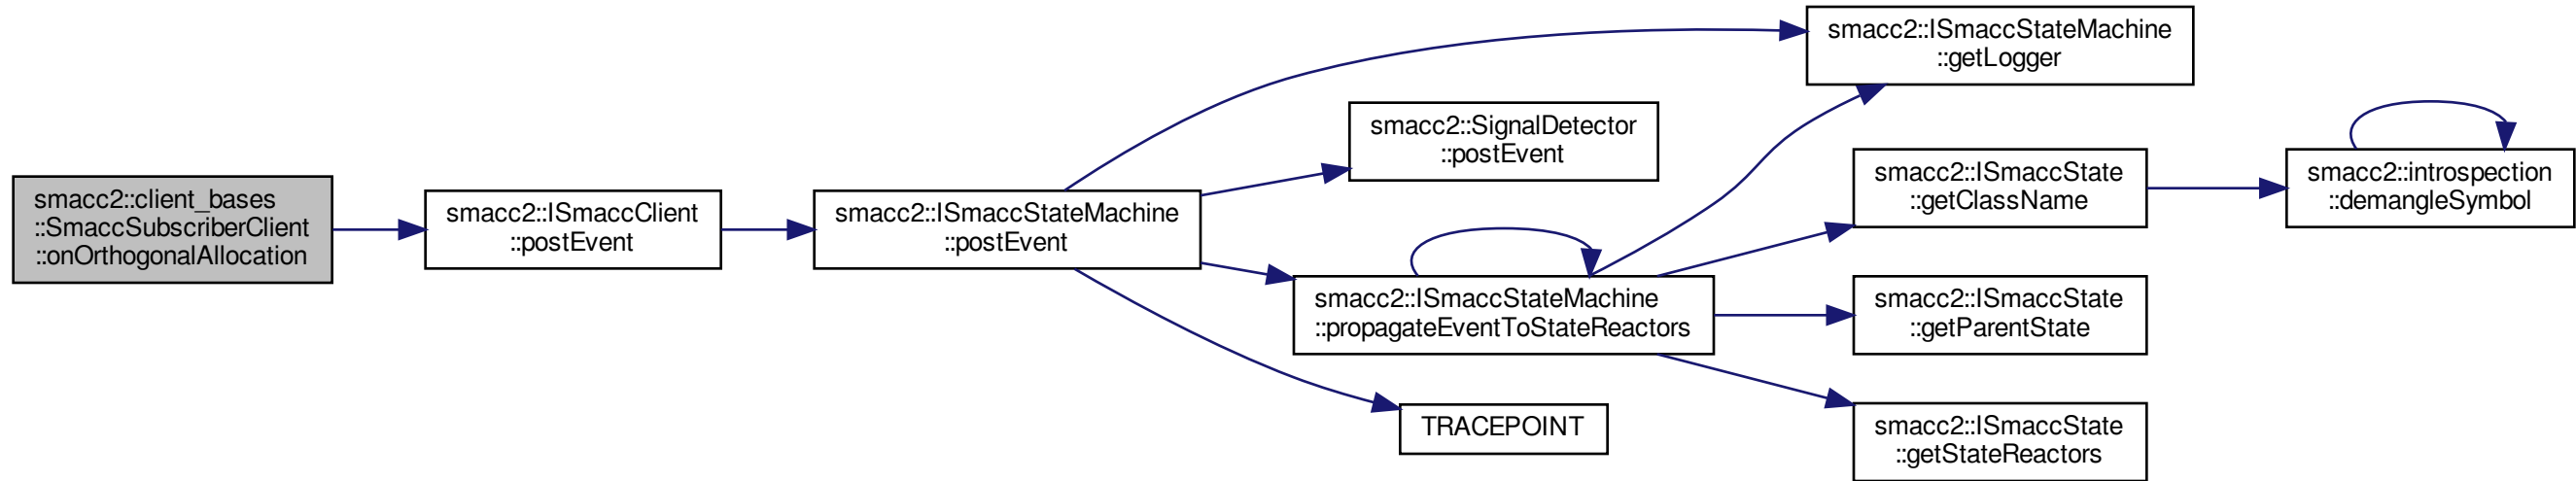 smacc2::client_bases
::SmaccSubscriberClient
::onOrthogonalAllocation
smacc2::ISmaccClient
::postEvent
smacc2::ISmaccStateMachine
::postEvent
smacc2::ISmaccStateMachine
::getLogger
smacc2::SignalDetector
::postEvent
smacc2::ISmaccStateMachine
::propagateEventToStateReactors
TRACEPOINT
smacc2::ISmaccState
::getClassName
smacc2::ISmaccState
::getParentState
smacc2::ISmaccState
::getStateReactors
smacc2::introspection
::demangleSymbol